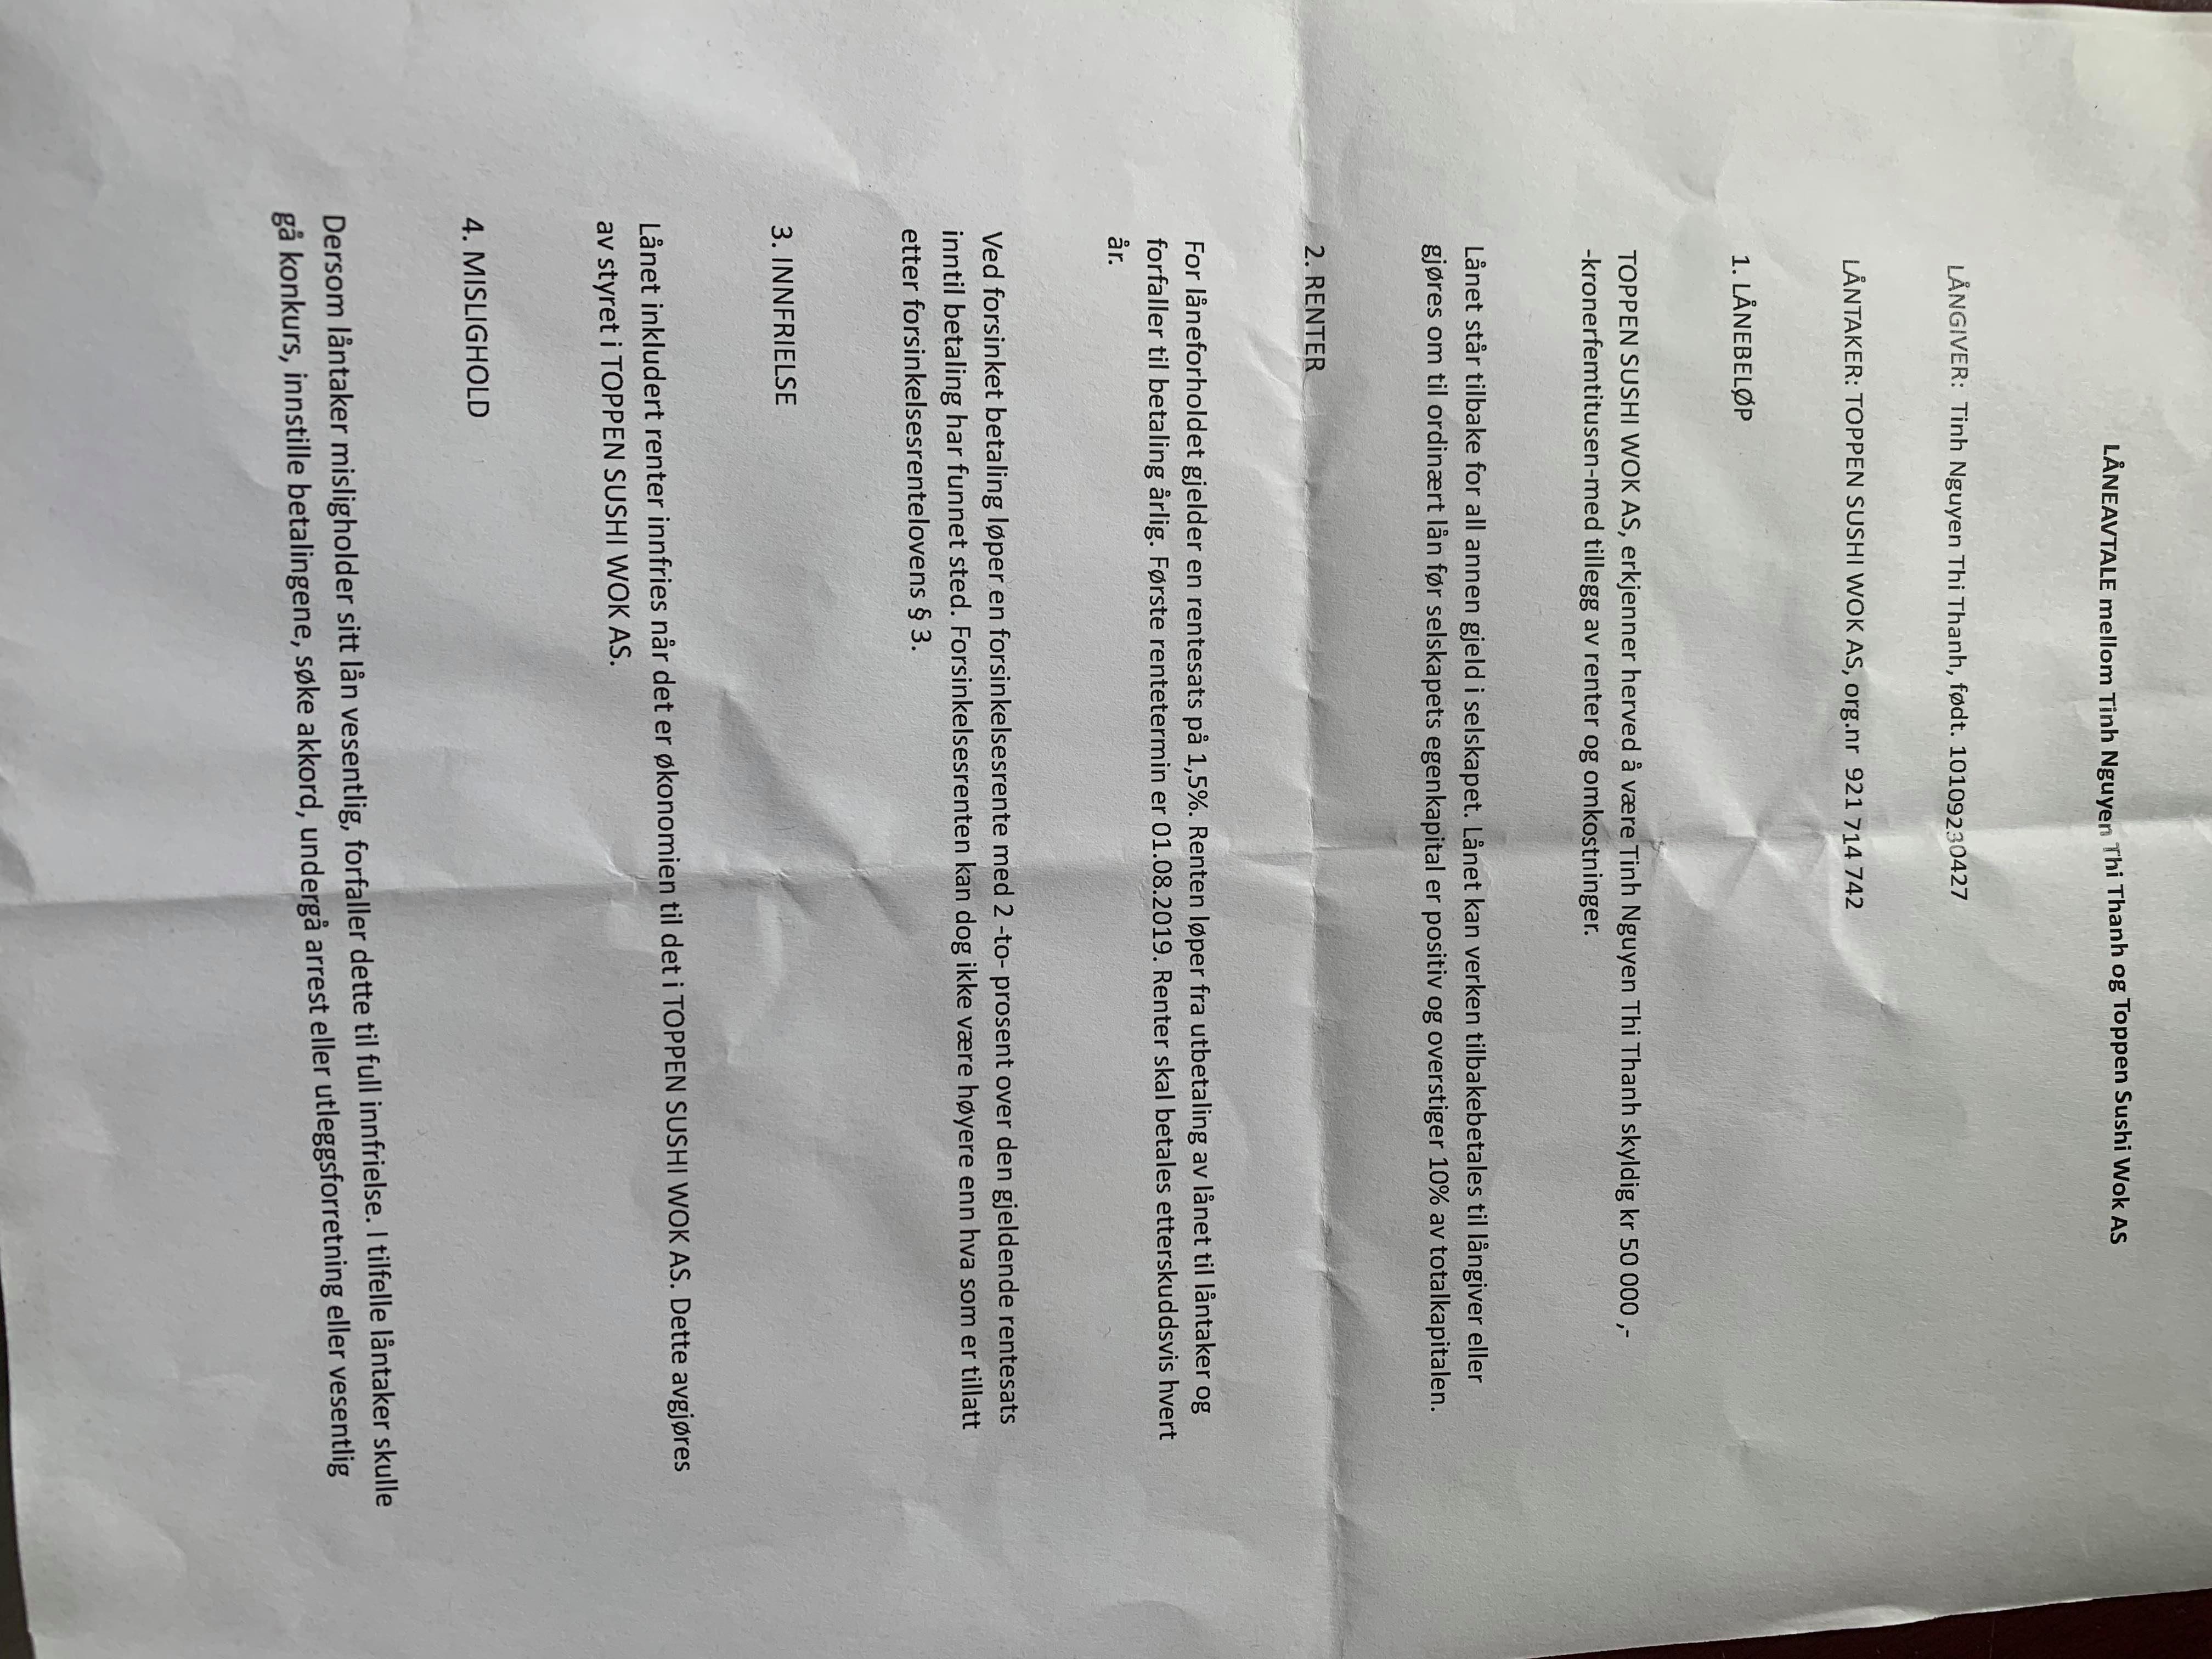 LÅNEAVTALE mellom Tinh Nguyen Thi Thanh og Toppen Sushi Wok AS
LÅNGIVER: Tinh Nguyen Thi Thanh, født. 10109230427
LÅNTAKER: TOPPEN SUSHI WOK AS, org.nr 921 714 742
1. LÅNEBELØP
TOPPEN SUSHI WOK AS, erkjenner herved å være Tinh Nguyen Thi Thanh skyldig kr 50 000 ,-
-kronerfemtitusen-med tillegg av renter og omkostninger.
Lånet står tilbake for all annen gjeld i selskapet. Lånet kan verken tilbakebetales til långiver eller
gjøres om til ordinært lån før selskapets egenkapital er positiv og overstiger 10% av totalkapitalen.
2. RENTER
For låneforholdet gjelder en rentesats på 1,5%. Renten løper fra utbetaling av lånet til låntaker og
forfaller til betaling årlig. Første rentetermin er 01.08.2019. Renter skal betales etterskuddsvis hvert
år.
Ved forsinket betaling løper en forsinkelsesrente med 2 -to- prosent over den gjeldende rentesats
inntil betaling har funnet sted. Forsinkelsesrenten kan dog ikke være høyere enn hva som er tillatt
etter forsinkelsesrentelovens § 3.
3. INNFRIELSE
Lånet inkludert renter innfries når det er økonomien til det i TOPPEN SUSHI WOK AS. Dette avgjøres
av styret i TOPPEN SUSHI WOK AS.
4. MISLIGHOLD
Dersom låntaker misligholder sitt lån vesentlig, forfaller dette til full innfrielse. I tilfelle låntaker skulle
gå konkurs, innstille betalingene, søke akkord, undergå arrest eller utleggsforretning eller vesentlig